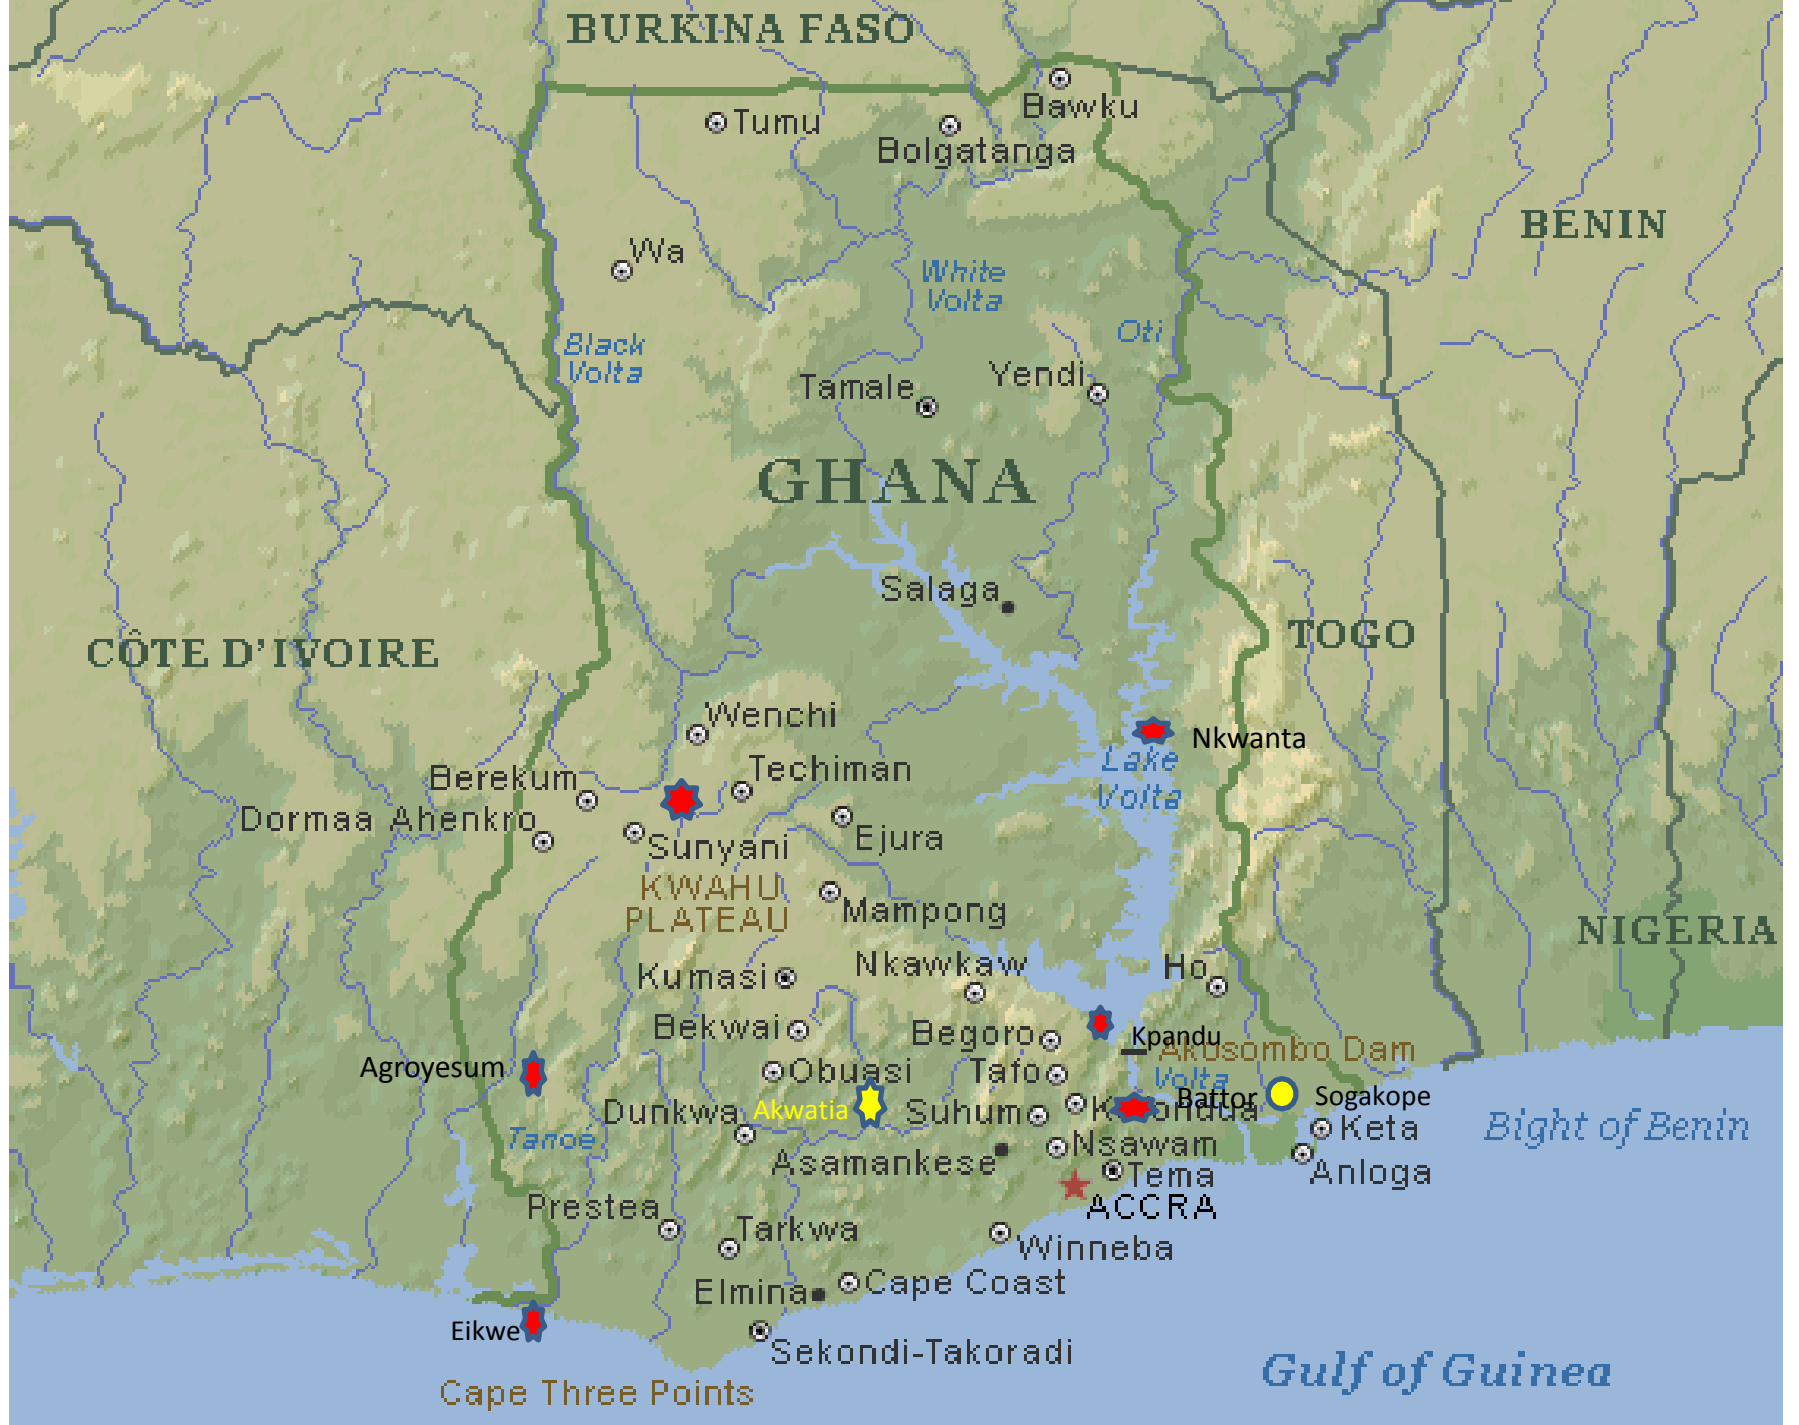 BURKINA FASO
Bawku
Tumu
Bolgatanga
BENIN
Wa
White
Volta
Oti
Black
Volta
Yendi
Tamale
GHANA
Salaga
TOGO
CÔTE D'IVOIRE
Wenchi
Nkwanta
Lake
Volta
Techiman
Berekum
Dormaa Ahenkro
Sunyani
Ejura
KWAHU
PLATEAU
Mampong
NIGERIA
Nkawkaw
Ho
Kumasi
Bekwai
Begoro
Kpandu
Akosombo Dam
Agroyesum
Obuasi
Tafo
Volta
Battor
Sogakope
Dunkwa
Akwatia
Suhum
Keta
Bight of Benin
Tanoé
Nsawam
Asamankese
Tema
Anloga
ACCRA
Prestea
Tarkwa
Winneba
Cape Coast
Elmina
Eikwe
Sekondi-Takoradi
Gulf of Guinea
Cape Three Points